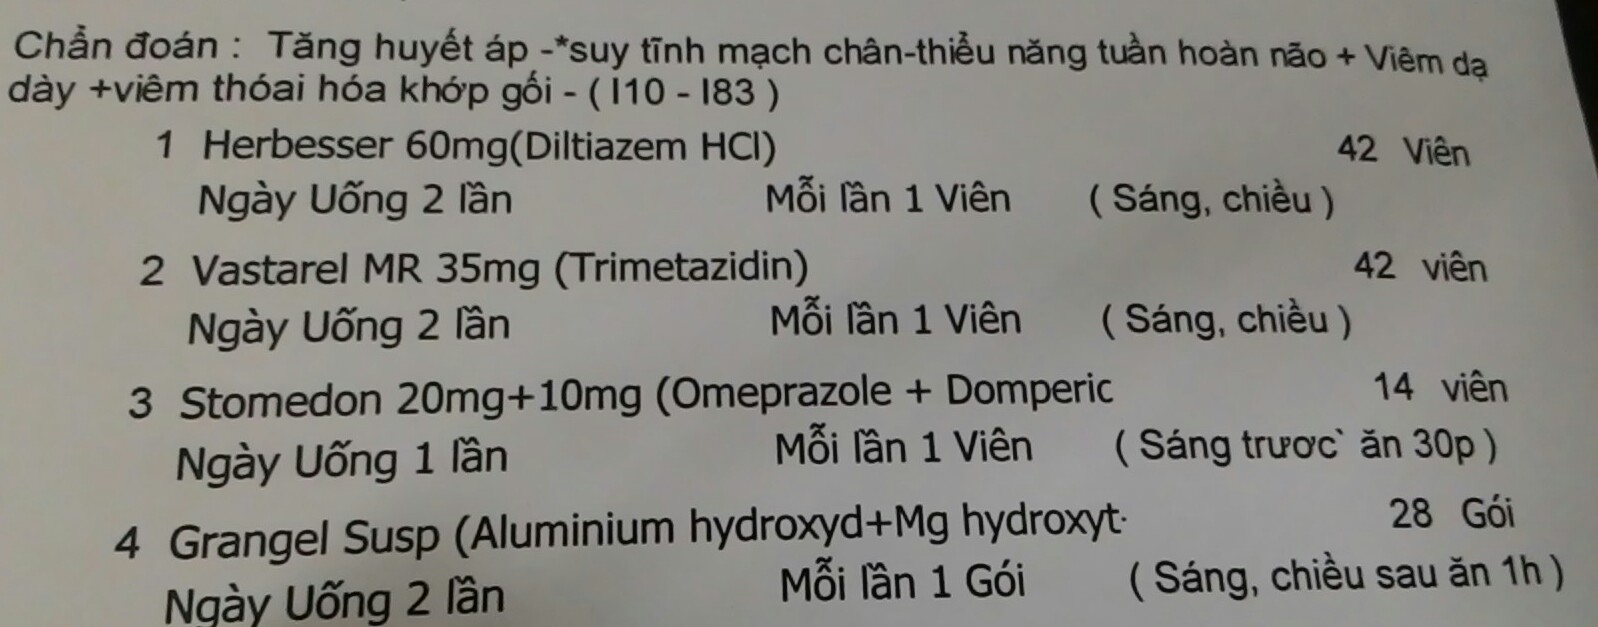 Chẩn đoán : Tăng huyết áp -*suy tĩnh mạch chân-thiểu năng tuần hoàn não + Viêm dạ
dày +viêm thóai hóa khớp gối - ( I10 - I83 )
1 Herbesser 60mg(Diltiazem HCl) 42 Viên
Ngày Uống 2 lần Mỗi lần 1 Viên ( Sáng, chiều )
2 Vastarel MR 35mg (Trimetazidin) 42 viên
Ngày Uống 2 lần Mỗi lần 1 Viên ( Sáng, chiều )
3 Stomedon 20mg+10mg (Omeprazole + Domperic 14 viên
Ngày Uống 1 lần Mỗi lần 1 Viên ( Sáng trươc` ăn 30p )
4 Grangel Susp (Aluminium hydroxyd+Mg hydroxyt 28 Gói
Ngày Uống 2 lần Mỗi lần 1 Gói ( Sáng, chiều sau ăn 1h )